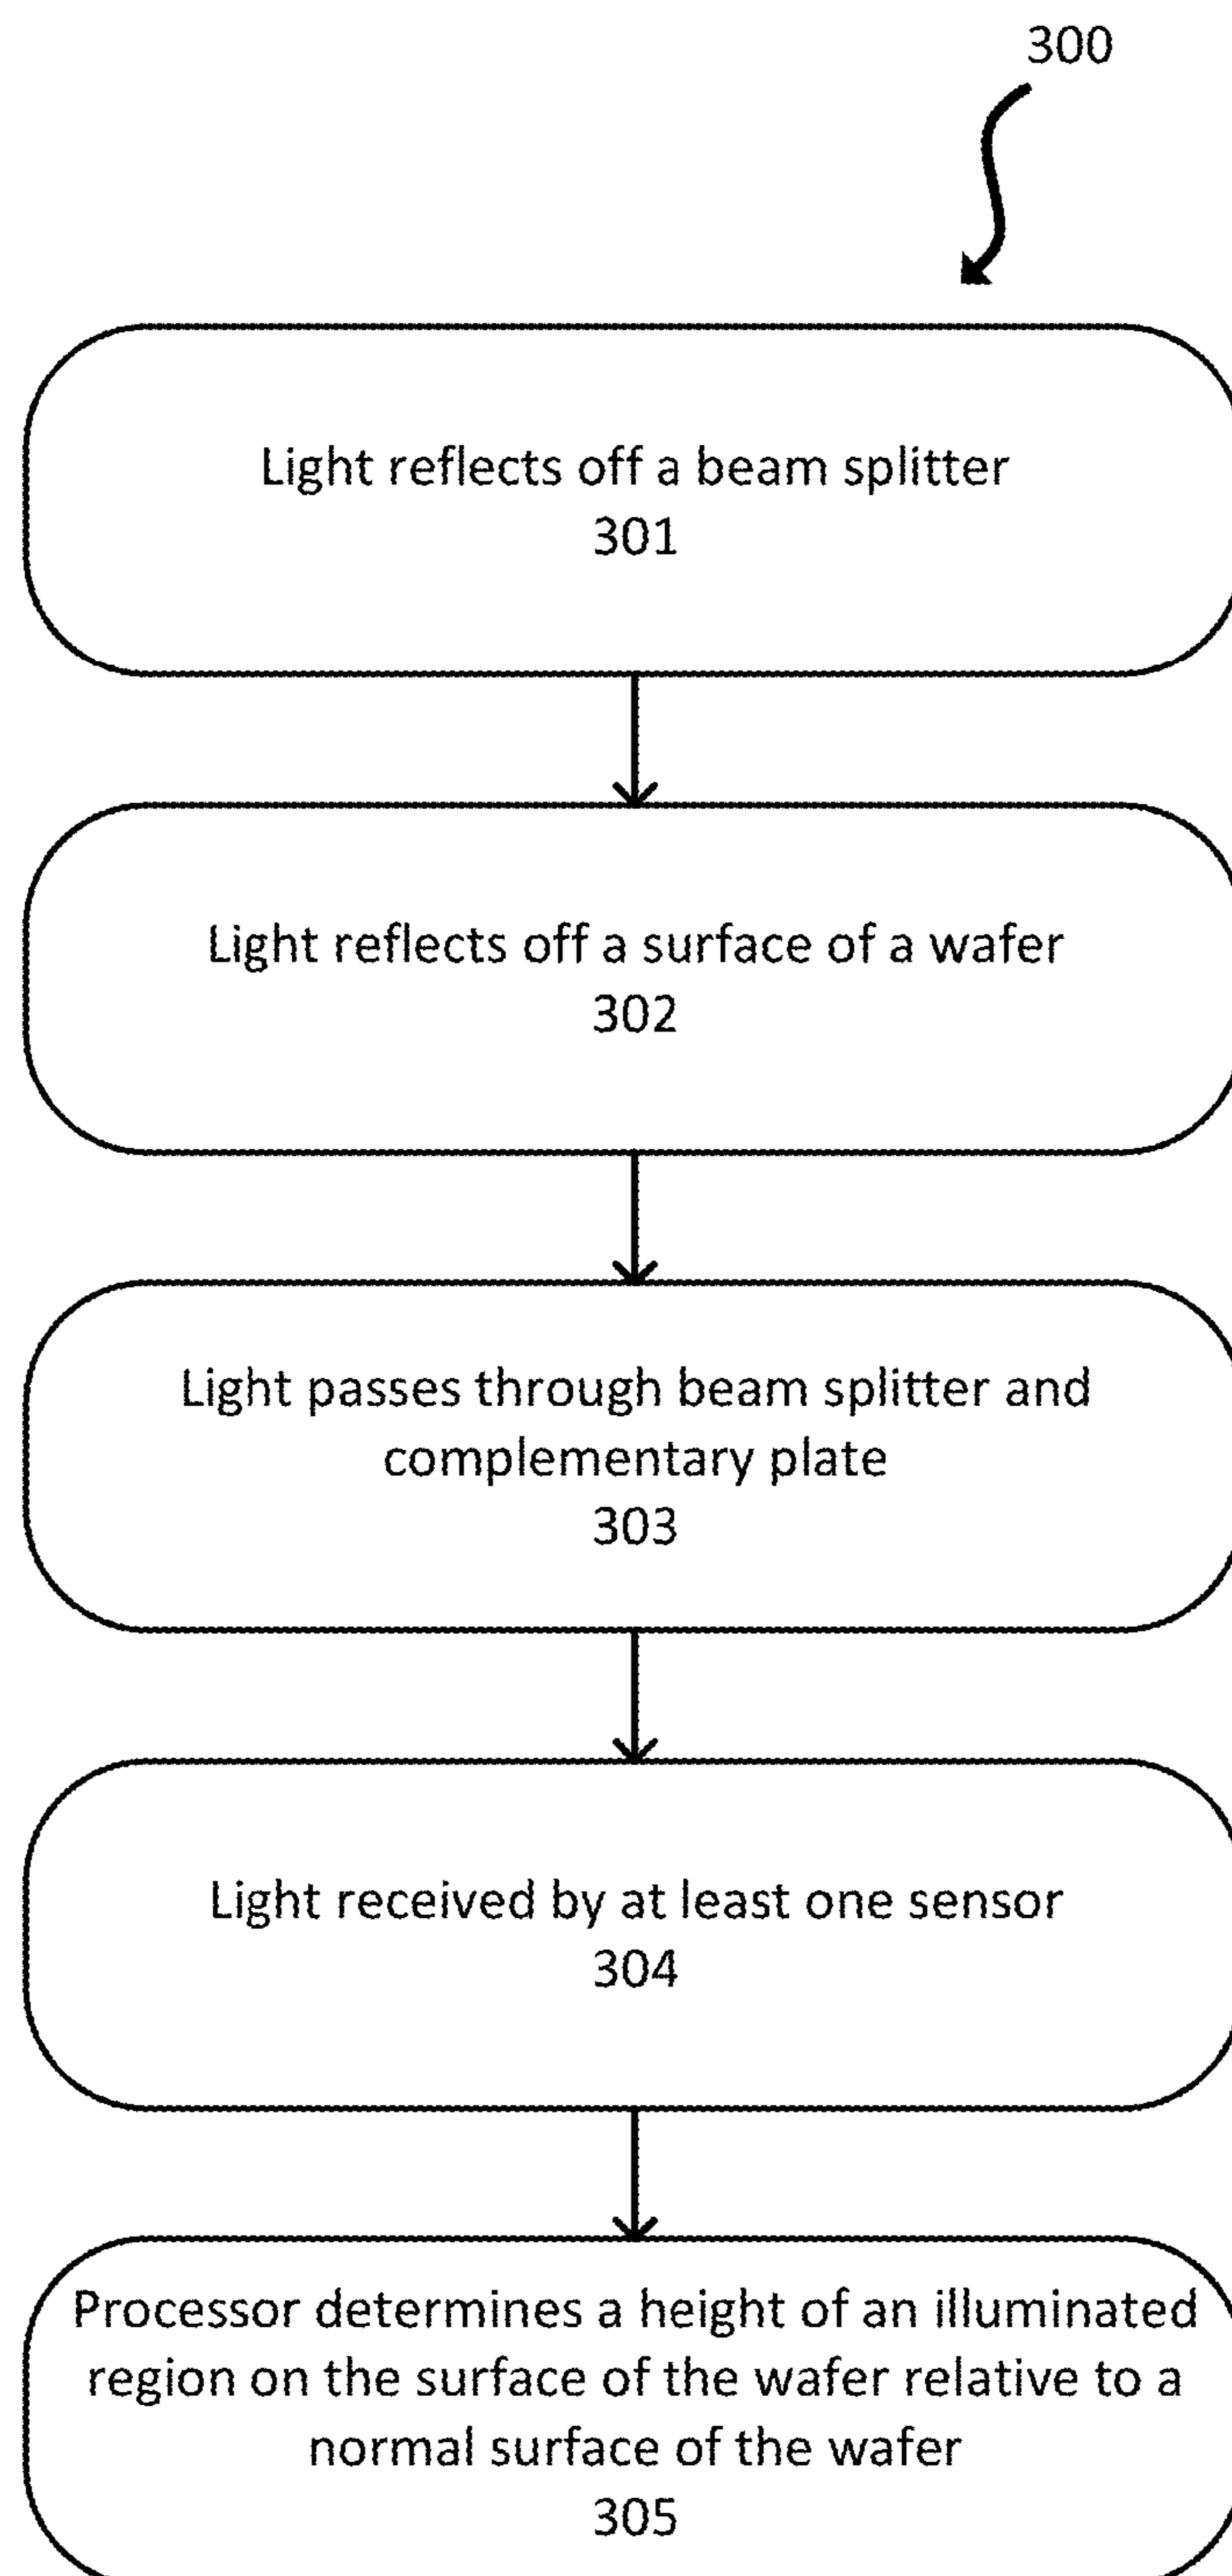 300
Light reflects off a beam splitter
301
Light reflects off a surface of a wafer
302
Light passes through beam splitter and
complementary plate
303
Light received by at least one sensor
304
Processor determines a height of an illuminated
region on the surface of the wafer relative to a
normal surface of the wafer
305